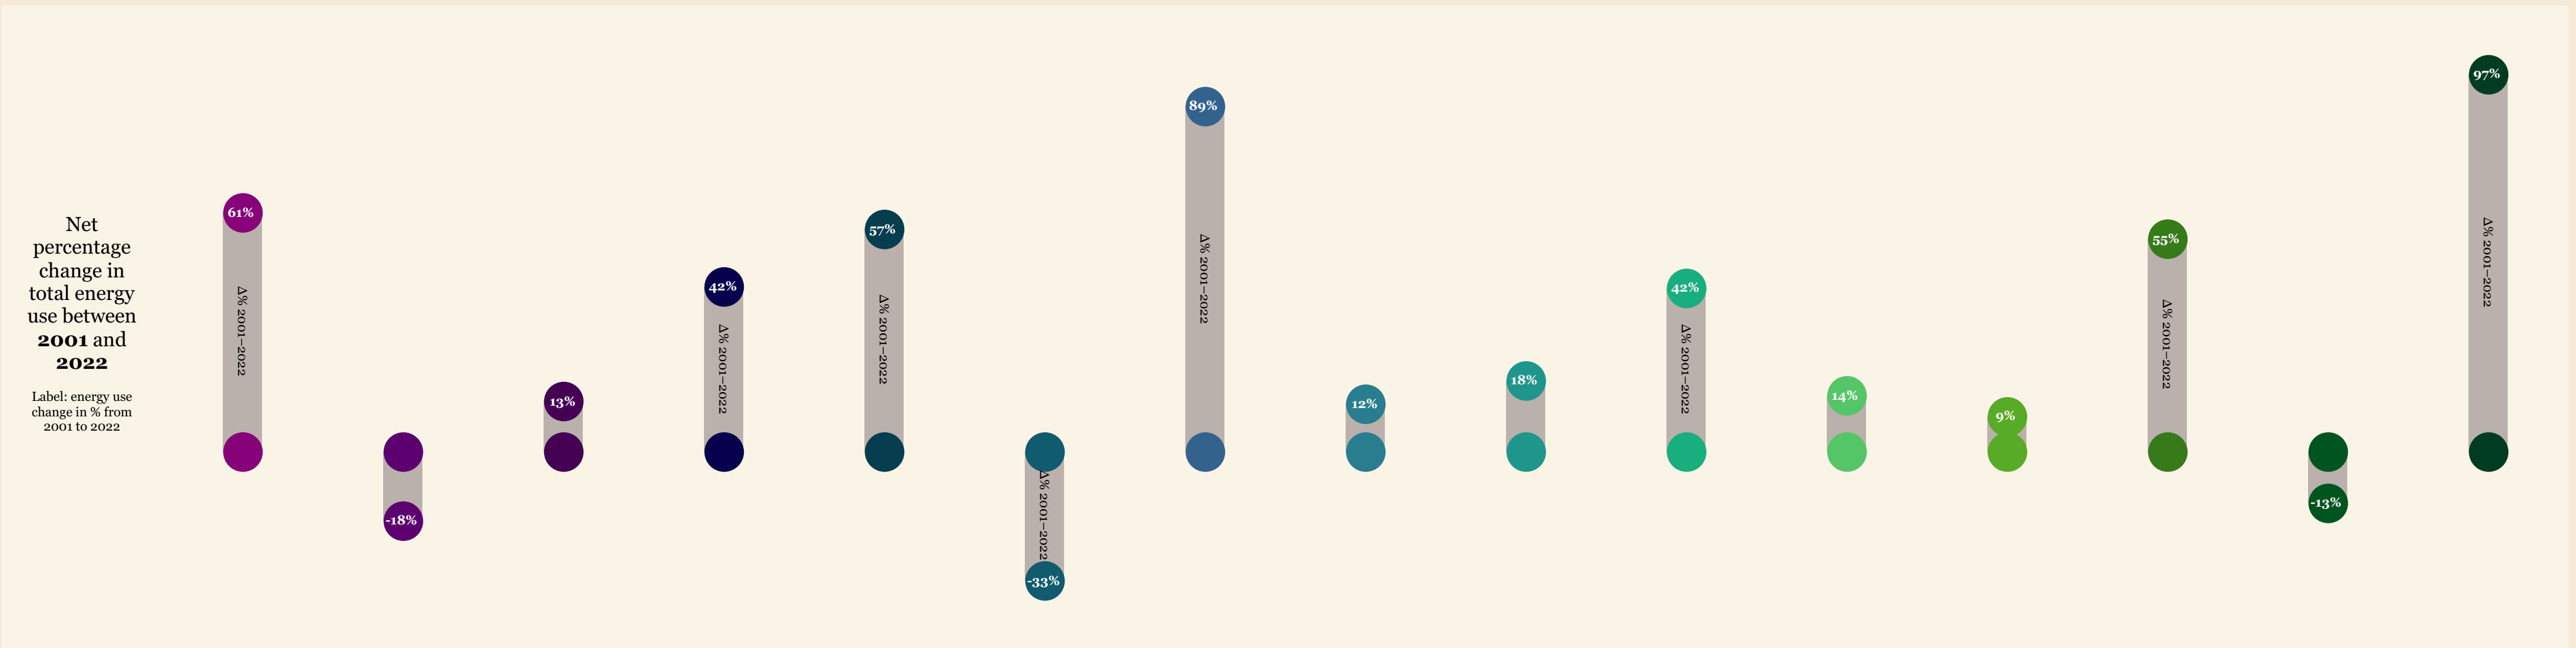 Net
percentage
change in
total energy
use between
2001 and
2022
Label: energy use
change in % from
2001 to 2022
61%
Δ% 2001–2022
-18%
13%
42%
Δ% 2001–2022
57%
Δ% 2001–2022
Δ% 2001–2022
-33%
89%
Δ% 2001–2022
12%
18%
42%
Δ% 2001–2022
14%
9%
55%
Δ% 2001–2022
-13%
97%
Δ% 2001–2022